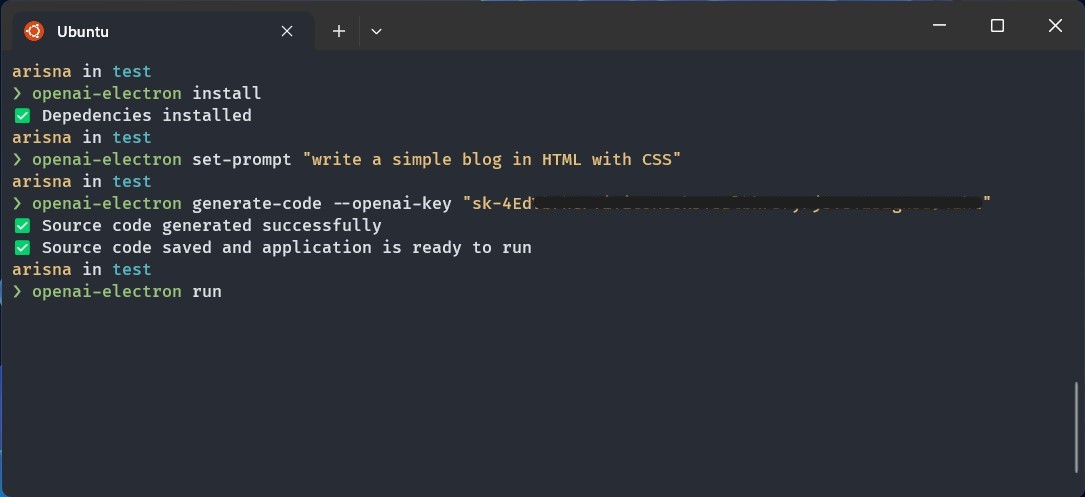 Ubuntu
arisna in test
❯ openai-electron install
✅ Depedencies installed
arisna in test
❯ openai-electron set-prompt "write a simple blog in HTML with CSS"
arisna in test
❯ openai-electron generate-code --openai-key "sk-4Ed"
✅ Source code generated successfully
✅ Source code saved and application is ready to run
arisna in test
❯ openai-electron run